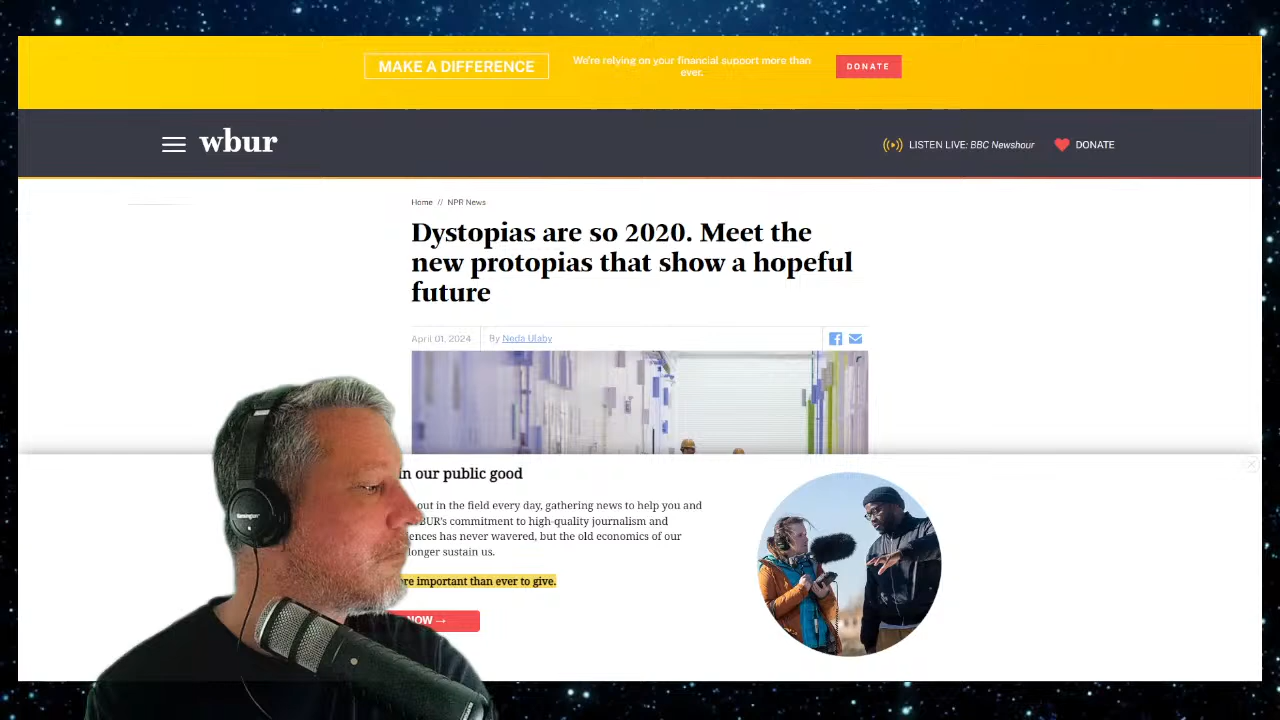 MAKE A DIFFERENCE
We're relying on your financial support more than
ever.
DONATE
wbur
LISTEN LIVE: BBC Newshour
DONATE
Home // NPR News
Dystopias are so 2020. Meet the
new protopias that show a hopeful
future
April 01, 2024
By Neda Ulaby
in our public good
out in the field every day, gathering news to help you and
BUR's commitment to high-quality journalism and
ences has never wavered, but the old economics of our
longer sustain us.
re important than ever to give.
NOW →